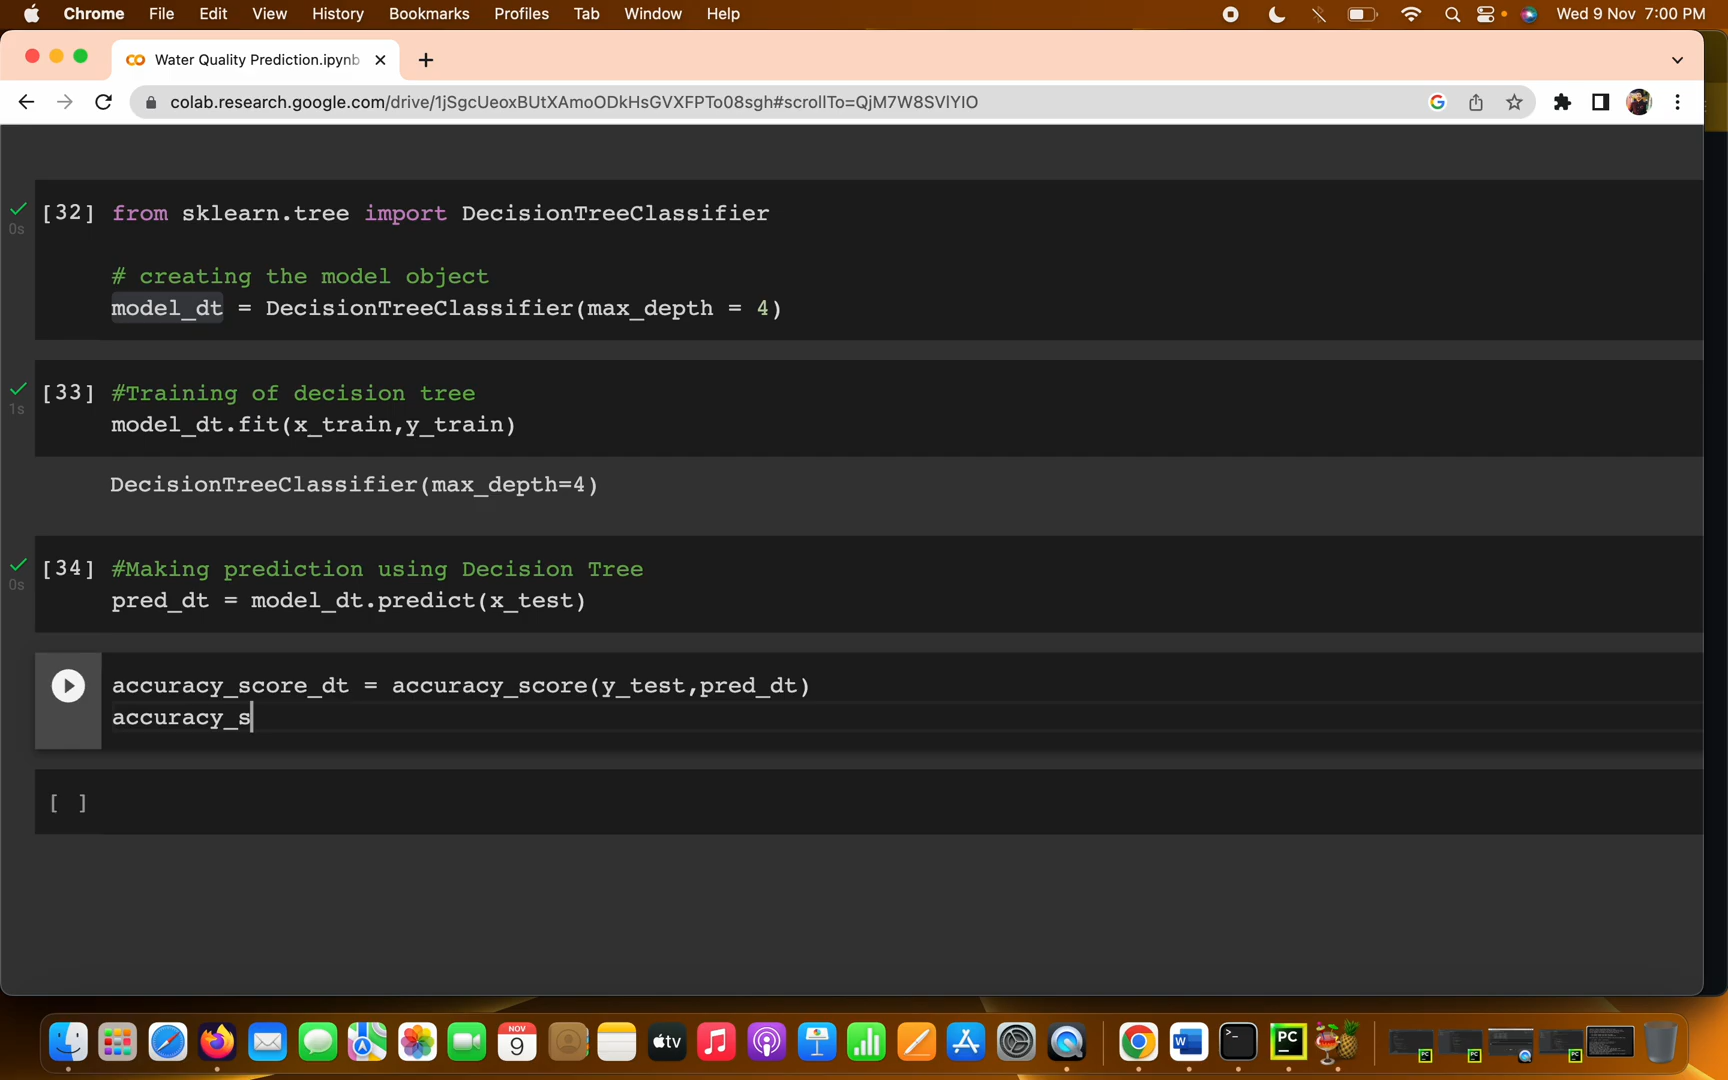 Chrome File Edit View History Bookmarks Profiles Tab Window Help Wed 9 Nov 7:00 PM
Water Quality Prediction.ipynb
colab.research.google.com/drive/1jSgcUeoxBUtXAmoODkHsGVXFPTo08sgh#scrollTo=QjM7W8SVlYIO
[32] from sklearn.tree import DecisionTreeClassifier
0s
# creating the model object
model_dt = DecisionTreeClassifier(max_depth = 4)
[33] #Training of decision tree
1s
model_dt.fit(x_train,y_train)
DecisionTreeClassifier(max_depth=4)
[34] #Making prediction using Decision Tree
0s
pred_dt = model_dt.predict(x_test)
accuracy_score_dt = accuracy_score(y_test,pred_dt)
accuracy_s
[ ]
NOV
9
tv
W
PC